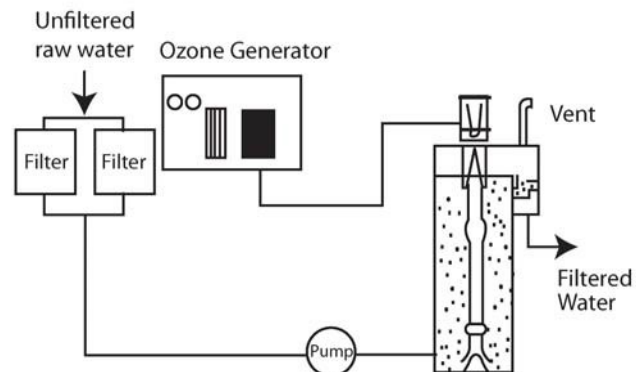 Unfiltered
raw water
Ozone Generator
Vent
Filter
Filter
Filtered
Water
Pump